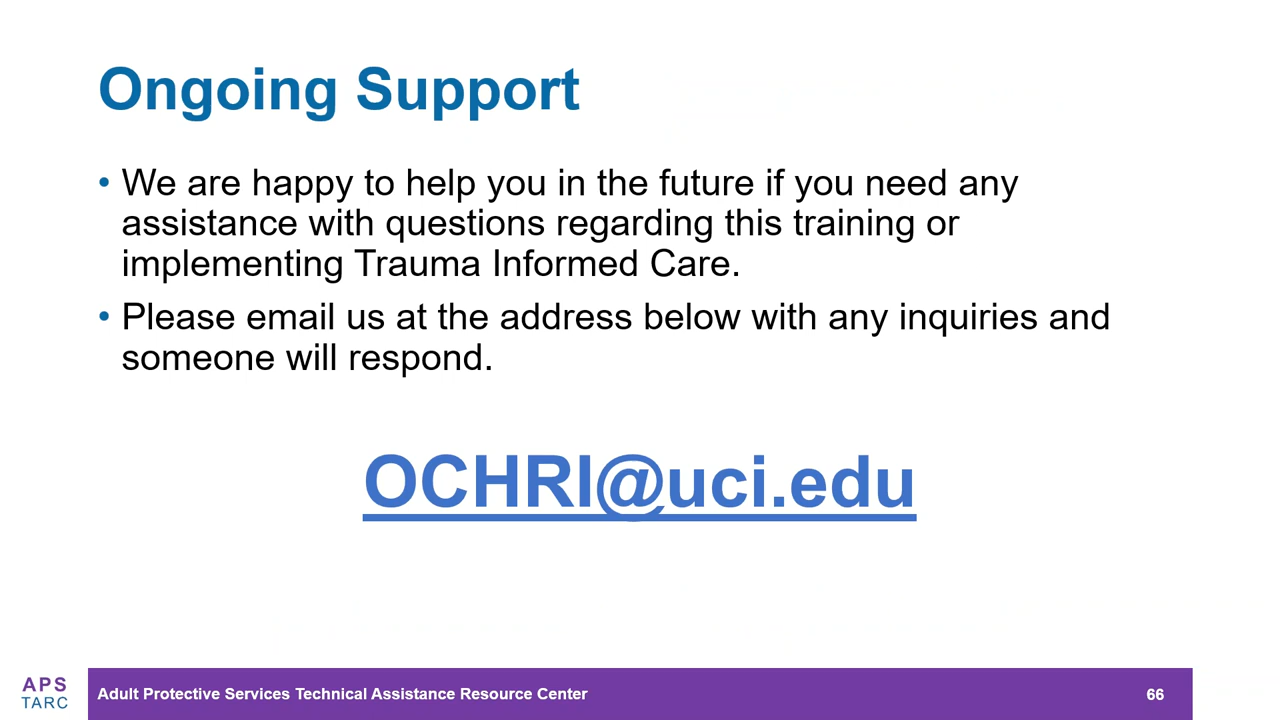 Ongoing Support
• We are happy to help you in the future if you need any
assistance with questions regarding this training or
implementing Trauma Informed Care.
• Please email us at the address below with any inquiries and
someone will respond.
OCHRI@uci.edu
APS
TARC
Adult Protective Services Technical Assistance Resource Center
66